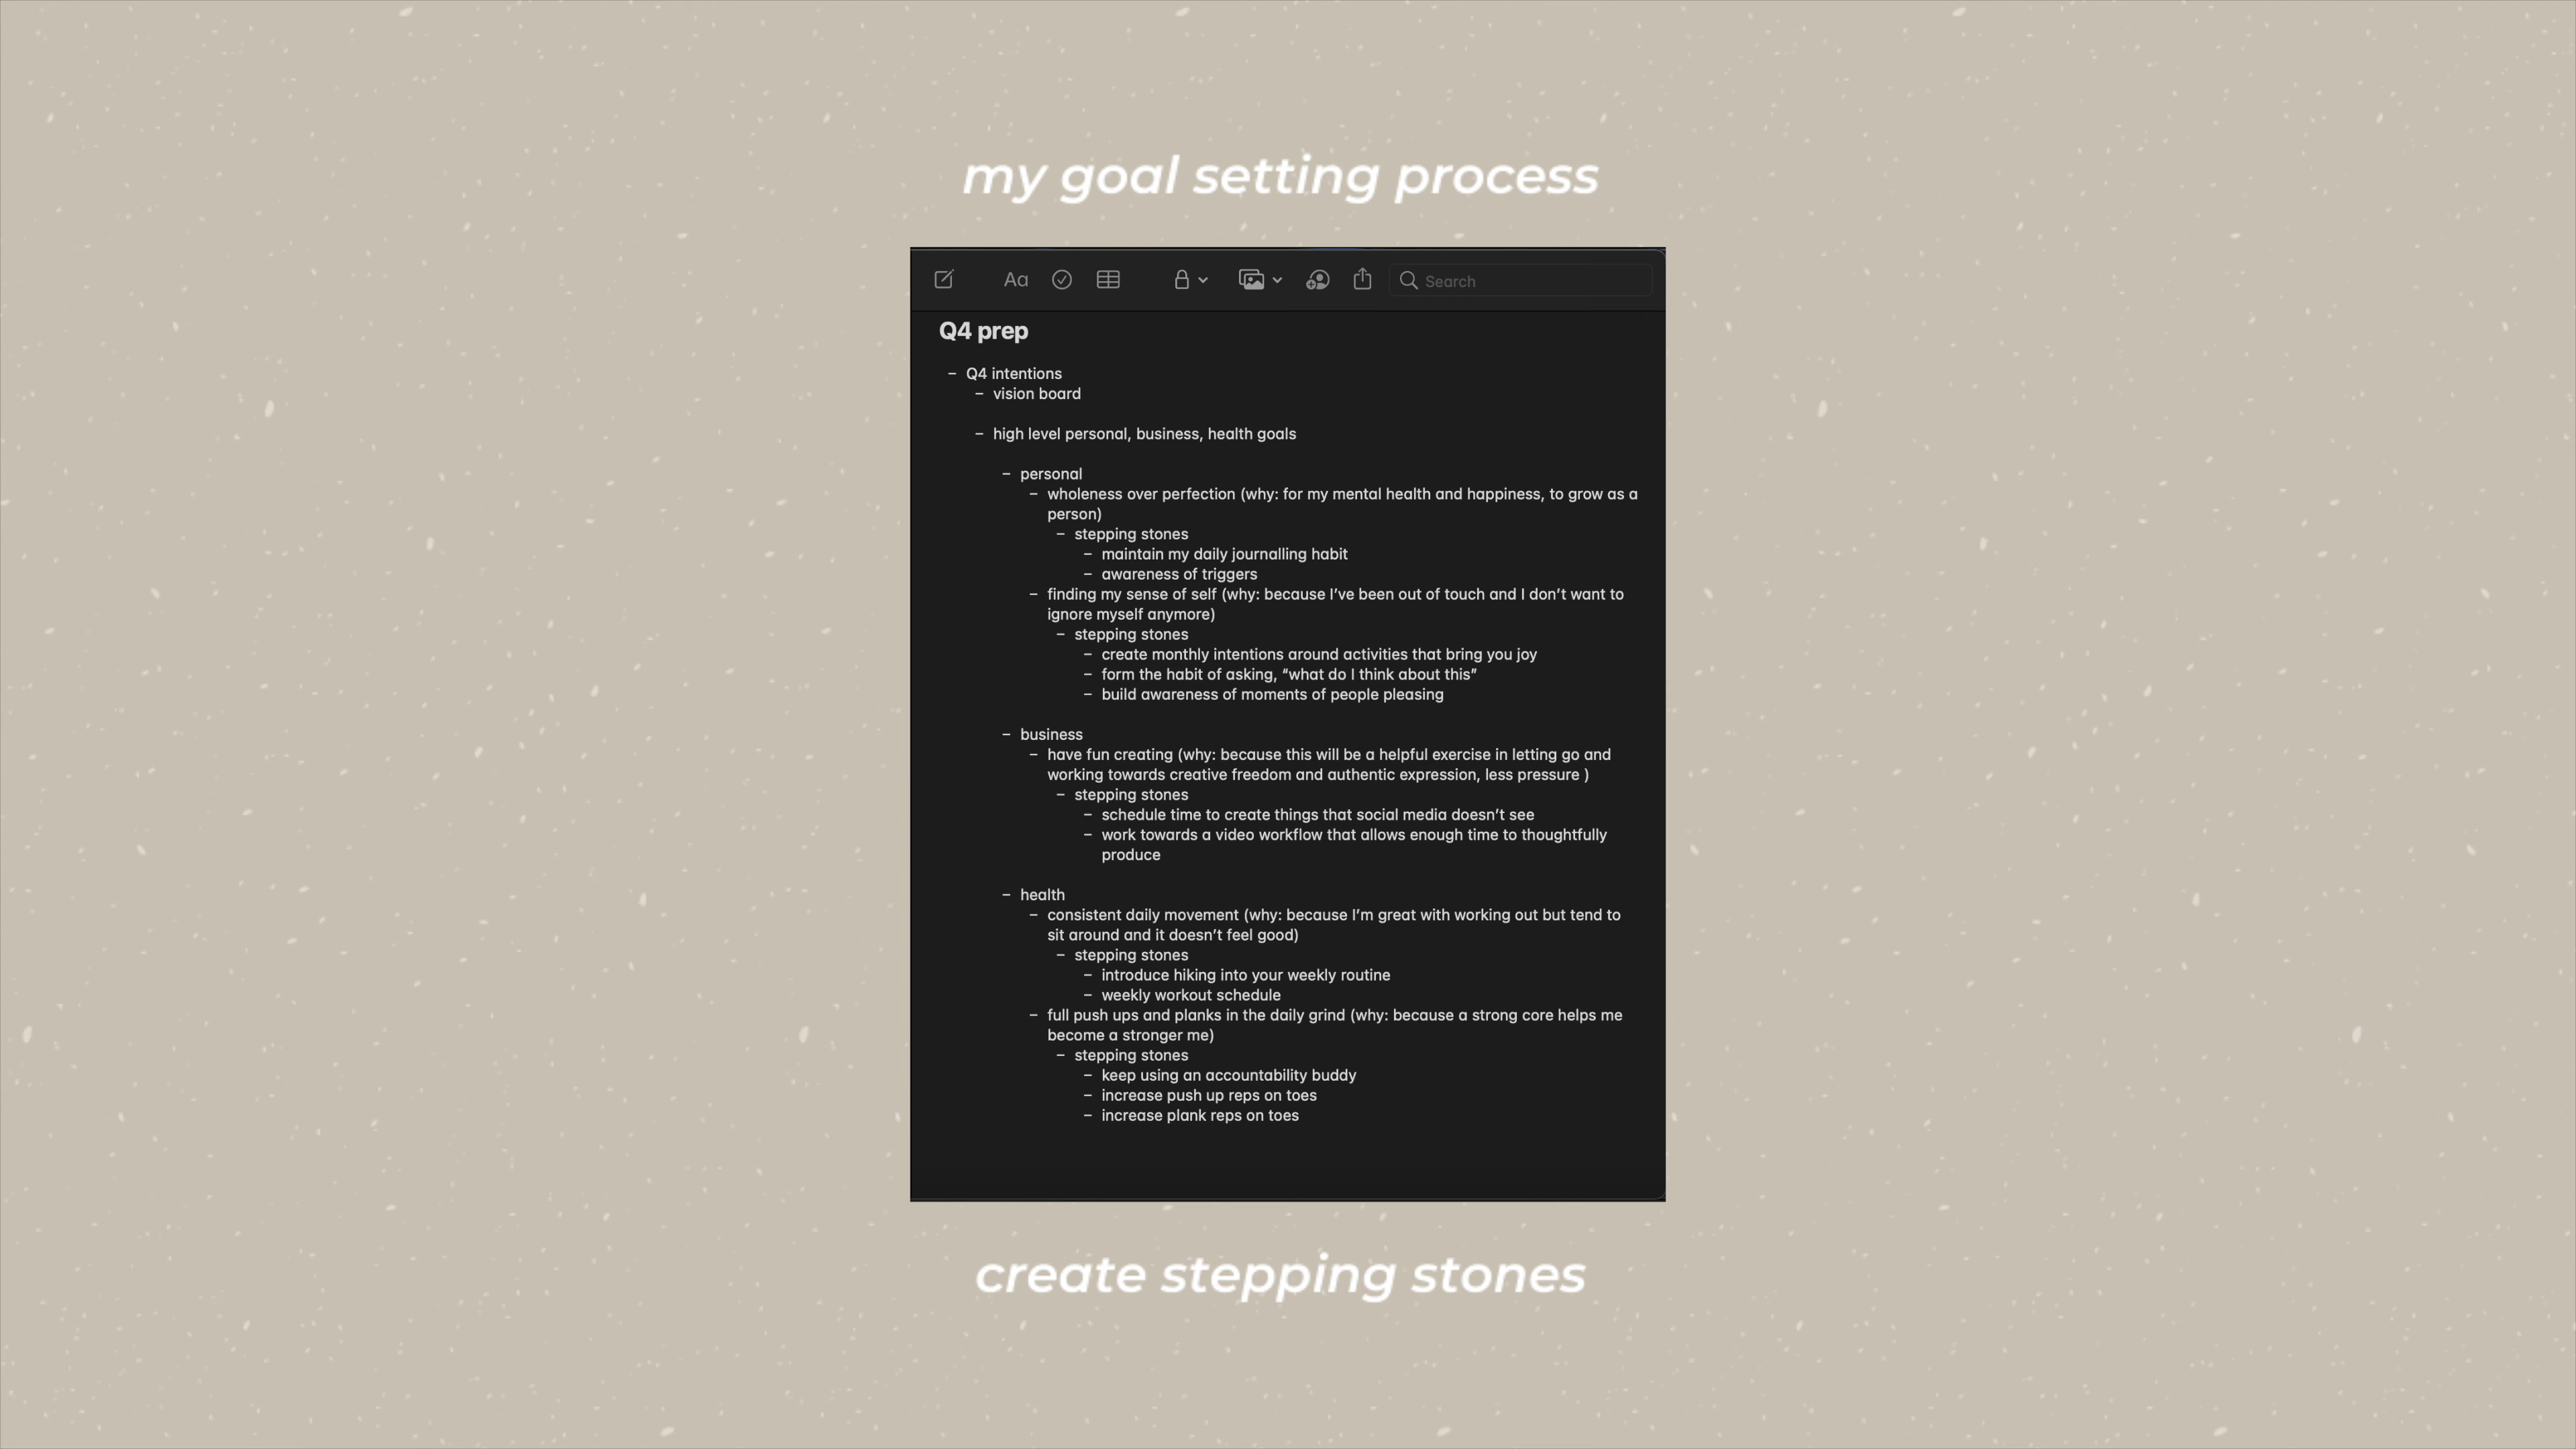 my goal setting process
Aa
Search
Q4 prep
– Q4 intentions
– vision board
– high level personal, business, health goals
– personal
– wholeness over perfection (why: for my mental health and happiness, to grow as a
person)
– stepping stones
– maintain my daily journalling habit
– awareness of triggers
– finding my sense of self (why: because I’ve been out of touch and I don’t want to
ignore myself anymore)
– stepping stones
– create monthly intentions around activities that bring you joy
– form the habit of asking, “what do I think about this”
– build awareness of moments of people pleasing
– business
– have fun creating (why: because this will be a helpful exercise in letting go and
working towards creative freedom and authentic expression, less pressure )
– stepping stones
– schedule time to create things that social media doesn’t see
– work towards a video workflow that allows enough time to thoughtfully
produce
– health
– consistent daily movement (why: because I’m great with working out but tend to
sit around and it doesn’t feel good)
– stepping stones
– introduce hiking into your weekly routine
– weekly workout schedule
– full push ups and planks in the daily grind (why: because a strong core helps me
become a stronger me)
– stepping stones
– keep using an accountability buddy
– increase push up reps on toes
– increase plank reps on toes
create stepping stones